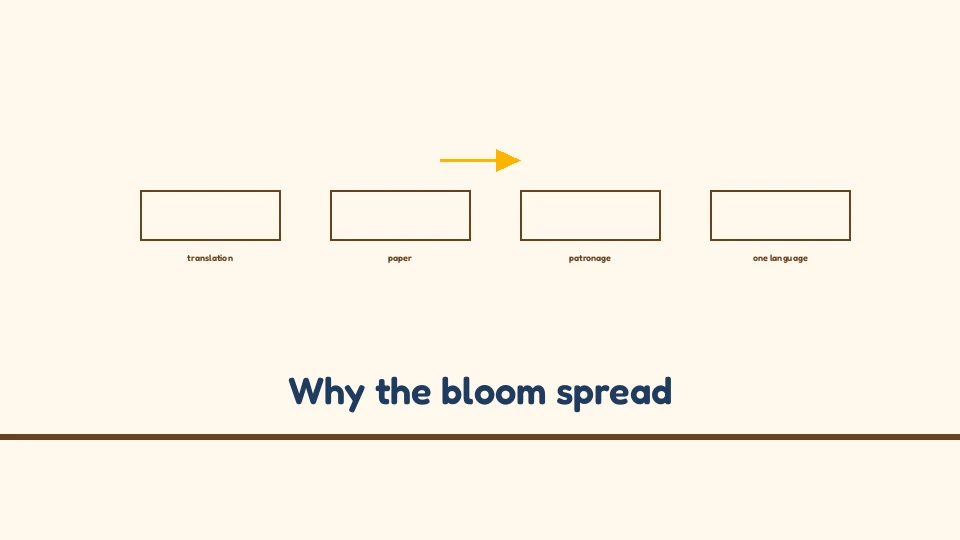 translation
paper
patronage
one language
Why the bloom spread